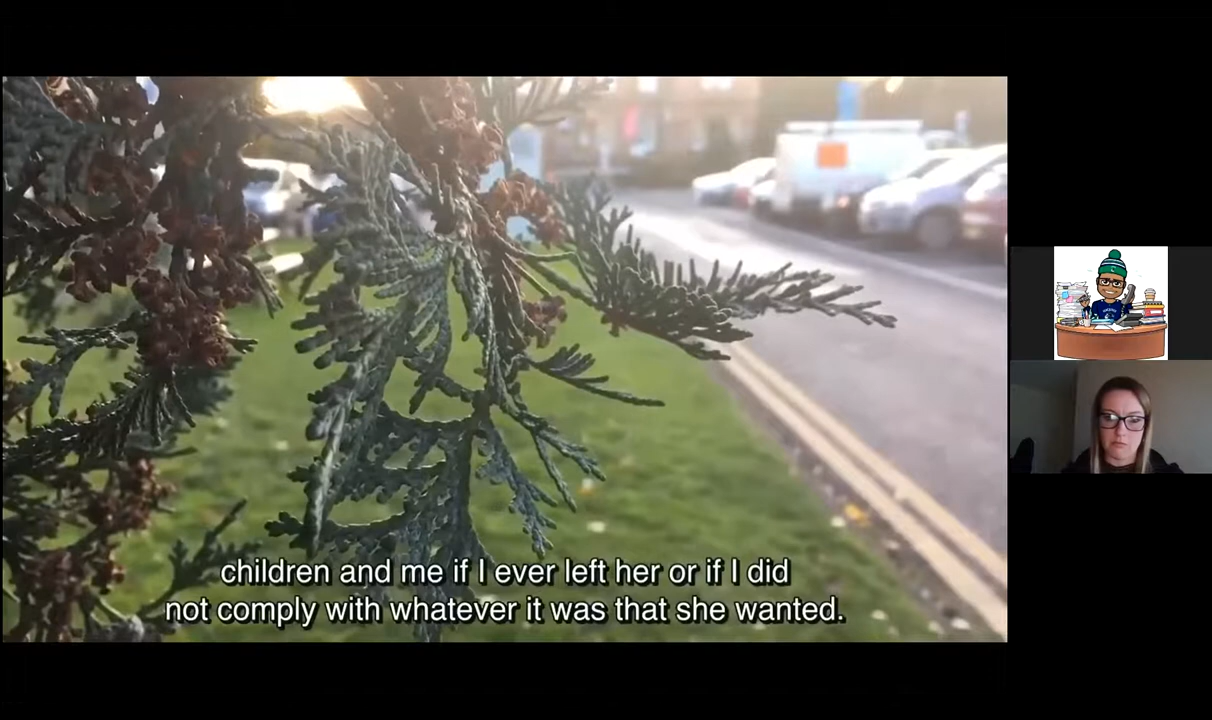 children and me if I ever left her or if I did
not comply with whatever it was that she wanted.